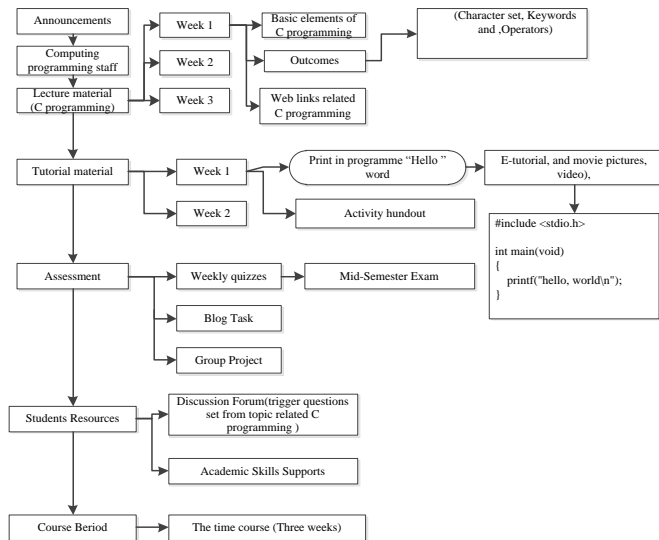 Announcements
Computing
programming staff
Lecture material
(C programming)
Week 1
Week 2
Week 3
Basic elements of
C programming
Outcomes
Web links related
C programming
(Character set, Keywords
and ,Operators)
Tutorial material
Week 1
Week 2
Print in programme “Hello ”
word
Activity hundout
E-tutorial, and movie pictures,
video),
#include <stdio.h>
int main(void)
{
printf("hello, world\n");
}
Assessment
Weekly quizzes
Mid-Semester Exam
Blog Task
Group Project
Students Resources
Discussion Forum(trigger questions
set from topic related C
programming )
Academic Skills Supports
Course Beriod
The time course (Three weeks)